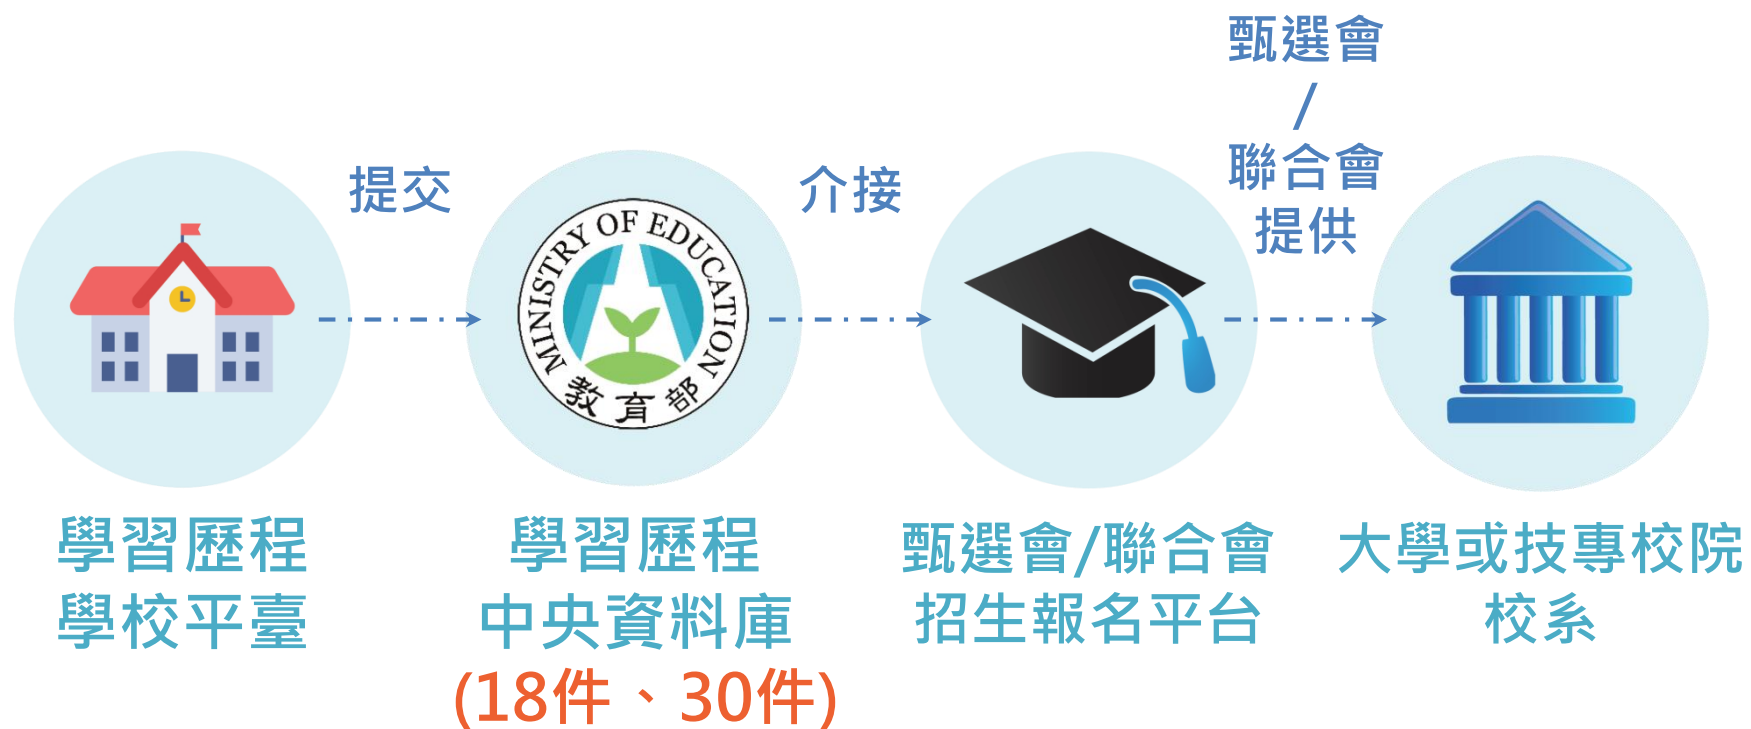 甄選會
/
聯合會
提供
提交
介接
MINISTRY OF EDUCATION
教育部
學習歷程
學校平臺
學習歷程
中央資料庫
(18件、30件)
甄選會/聯合會
招生報名平台
大學或技專校院
校系